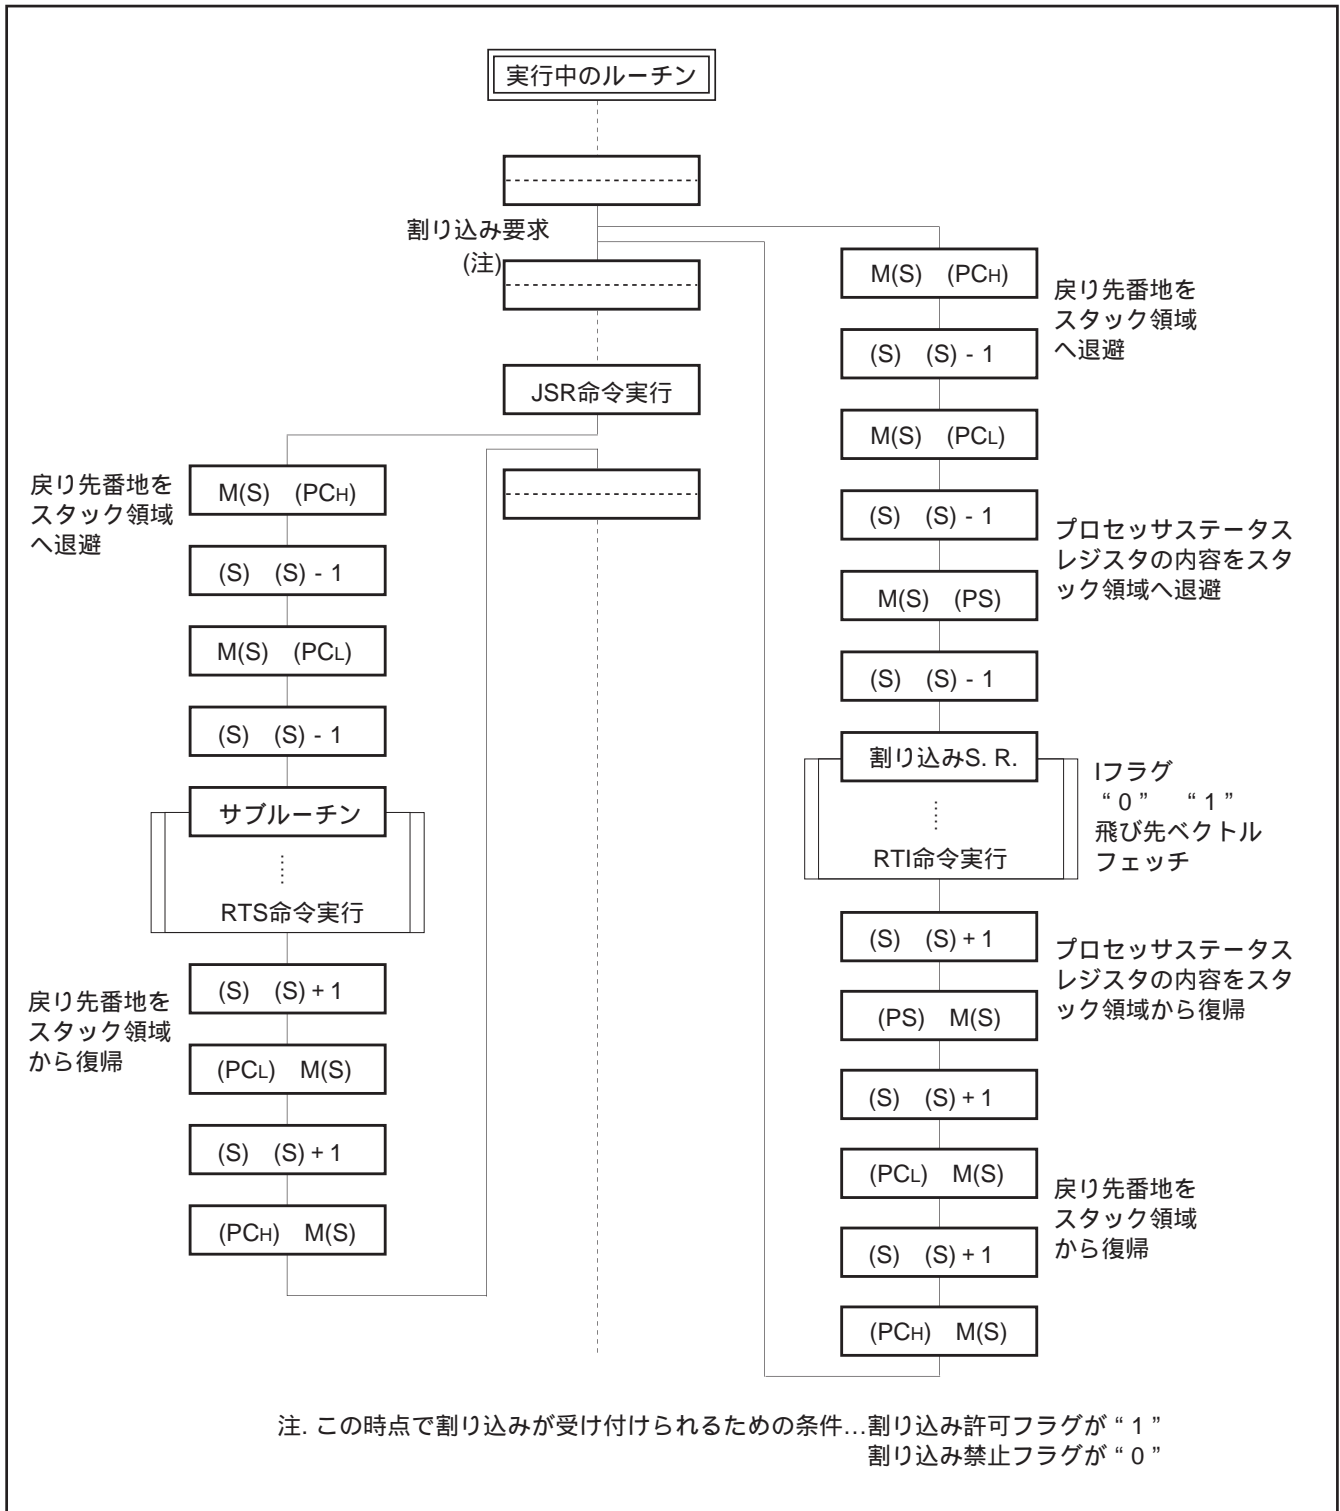 実行中のルーチン
割り込み要求
(注)
JSR命令実行
戻り先番地を
スタック領域
へ退避
M(S) (PCH)
(S) (S) - 1
M(S) (PCL)
(S) (S) - 1
サブルーチン
RTS命令実行
戻り先番地を
スタック領域
から復帰
(S) (S) + 1
(PCL) M(S)
(S) (S) + 1
(PCH) M(S)
M(S) (PCH)
戻り先番地を
スタック領域
へ退避
(S) (S) - 1
M(S) (PCL)
(S) (S) - 1
プロセッサステータス
レジスタの内容をスタ
ック領域へ退避
M(S) (PS)
(S) (S) - 1
割り込みS. R.
RTI命令実行
Iフラグ
“ 0 ” “ 1 ”
飛び先ベクトル
フェッチ
(S) (S) + 1
プロセッサステータス
レジスタの内容をスタ
ック領域から復帰
(PS) M(S)
(S) (S) + 1
(PCL) M(S)
戻り先番地を
スタック領域
から復帰
(S) (S) + 1
(PCH) M(S)
注. この時点で割り込みが受け付けられるための条件…割り込み許可フラグが “ 1 ”
割り込み禁止フラグが “ 0 ”